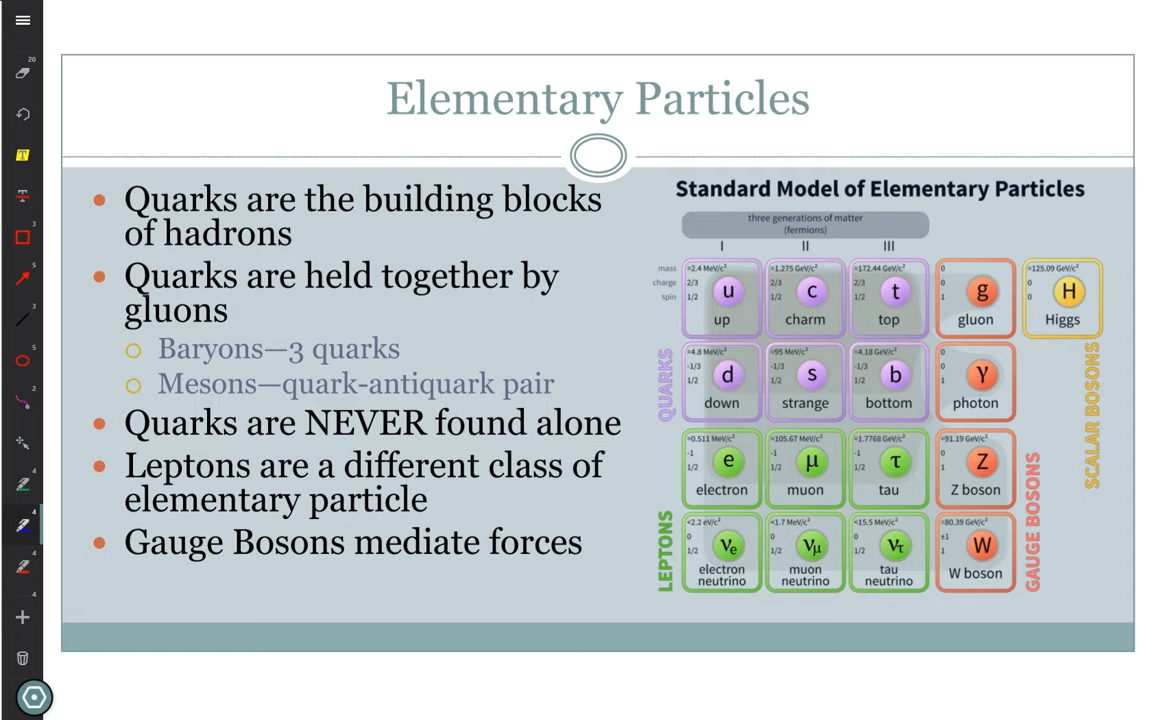 Elementary Particles
Quarks are the building blocks
of hadrons
Quarks are held together by
gluons
Baryons—3 quarks
Mesons—quark-antiquark pair
Quarks are NEVER found alone
Leptons are a different class of
elementary particle
Gauge Bosons mediate forces
Standard Model of Elementary Particles
three generations of matter
(fermions)
I II III
mass ≈2.4 MeV/c² ≈1.275 GeV/c² ≈172.44 GeV/c² 0 ≈125.09 GeV/c²
charge 2/3 2/3 2/3 0 0
spin 1/2 1/2 1/2 1 0
u c t g H
up charm top gluon Higgs
QUARKS
≈4.8 MeV/c² ≈95 MeV/c² ≈4.18 GeV/c² 0
-1/3 -1/3 -1/3 0
1/2 1/2 1/2 1
d s b γ
down strange bottom photon
SCALAR BOSONS
≈0.511 MeV/c² ≈105.67 MeV/c² ≈1.7768 GeV/c² ≈91.19 GeV/c²
-1 -1 -1 0
1/2 1/2 1/2 1
e μ τ Z
electron muon tau Z boson
LEPTONS
<2.2 eV/c² <1.7 MeV/c² <15.5 MeV/c² ≈80.39 GeV/c²
0 0 0 ±1
1/2 1/2 1/2 1
νe νμ ντ W
electron muon tau W boson
neutrino neutrino neutrino
GAUGE BOSONS
20
T
T
3
5
3
5
2
4
4
4
4